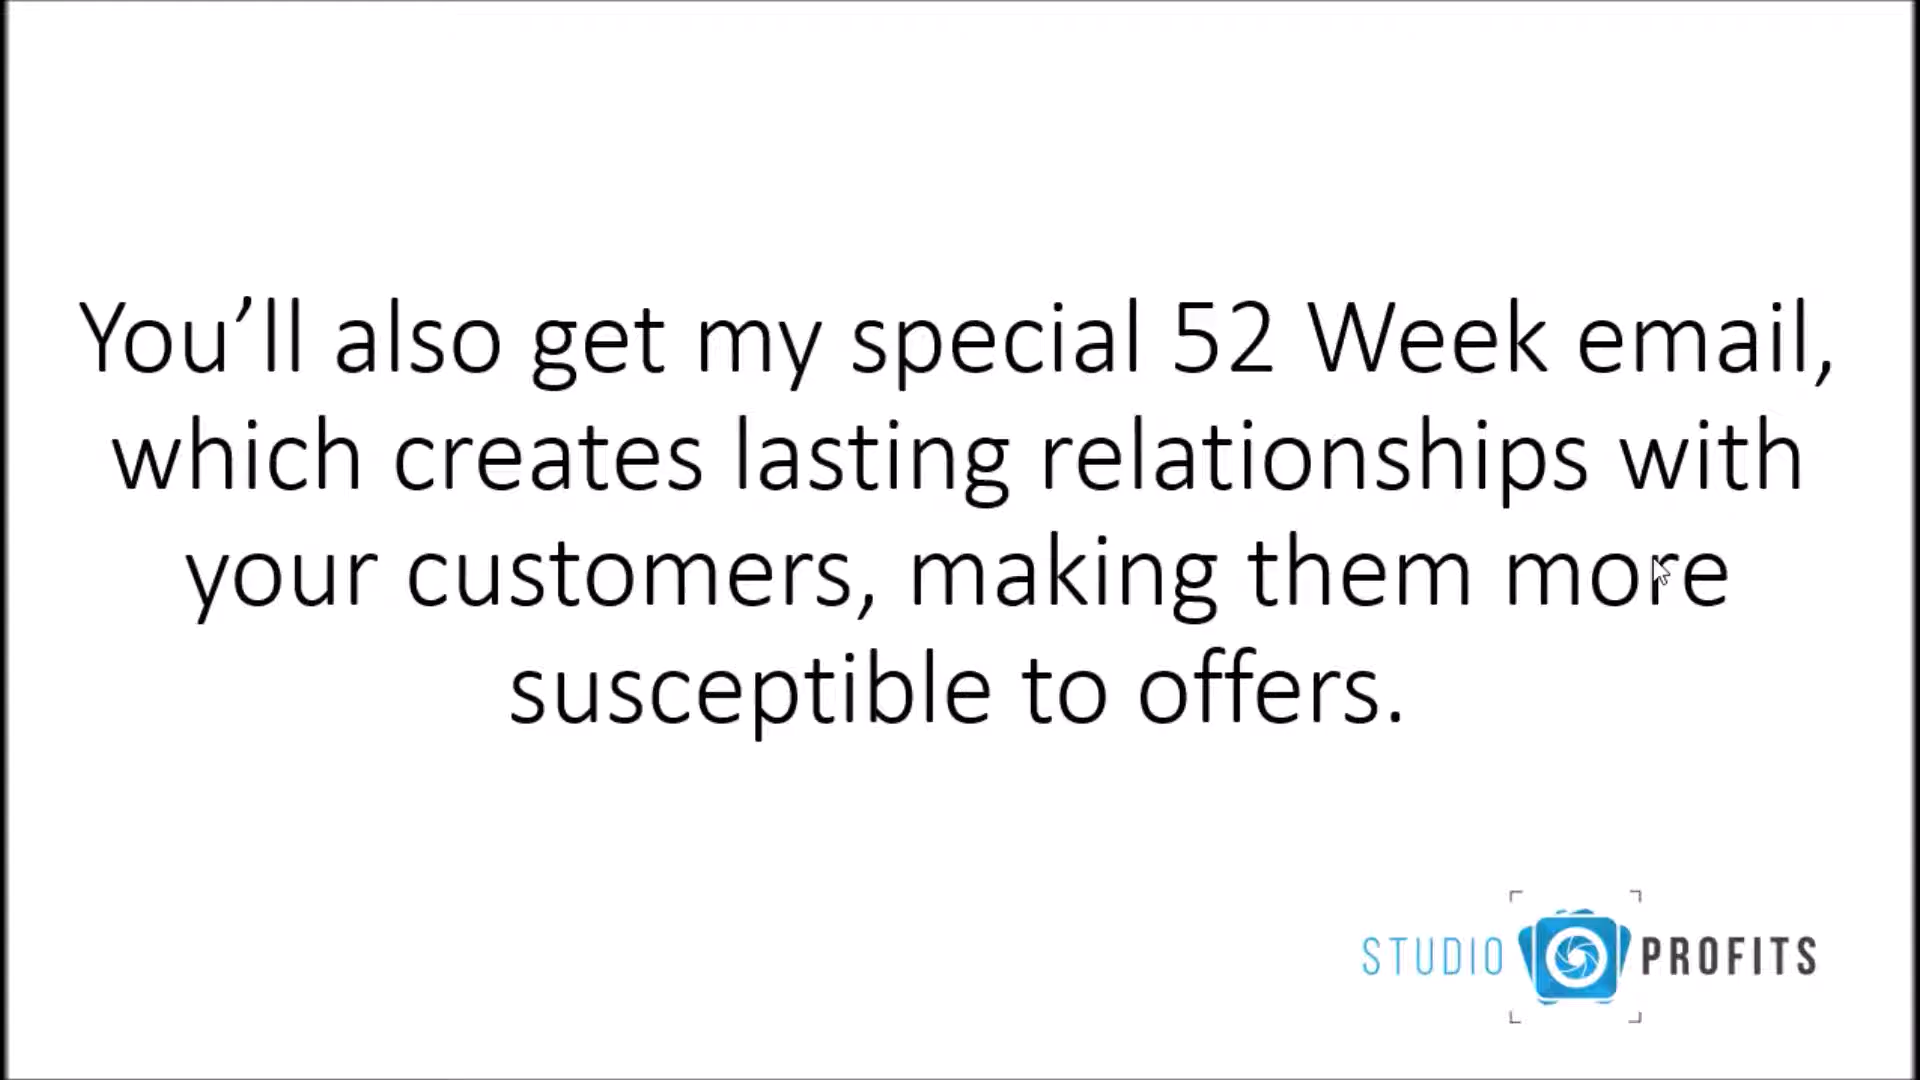 You’ll also get my special 52 Week email,
which creates lasting relationships with
your customers, making them more
susceptible to offers.
STUDIO PROFITS